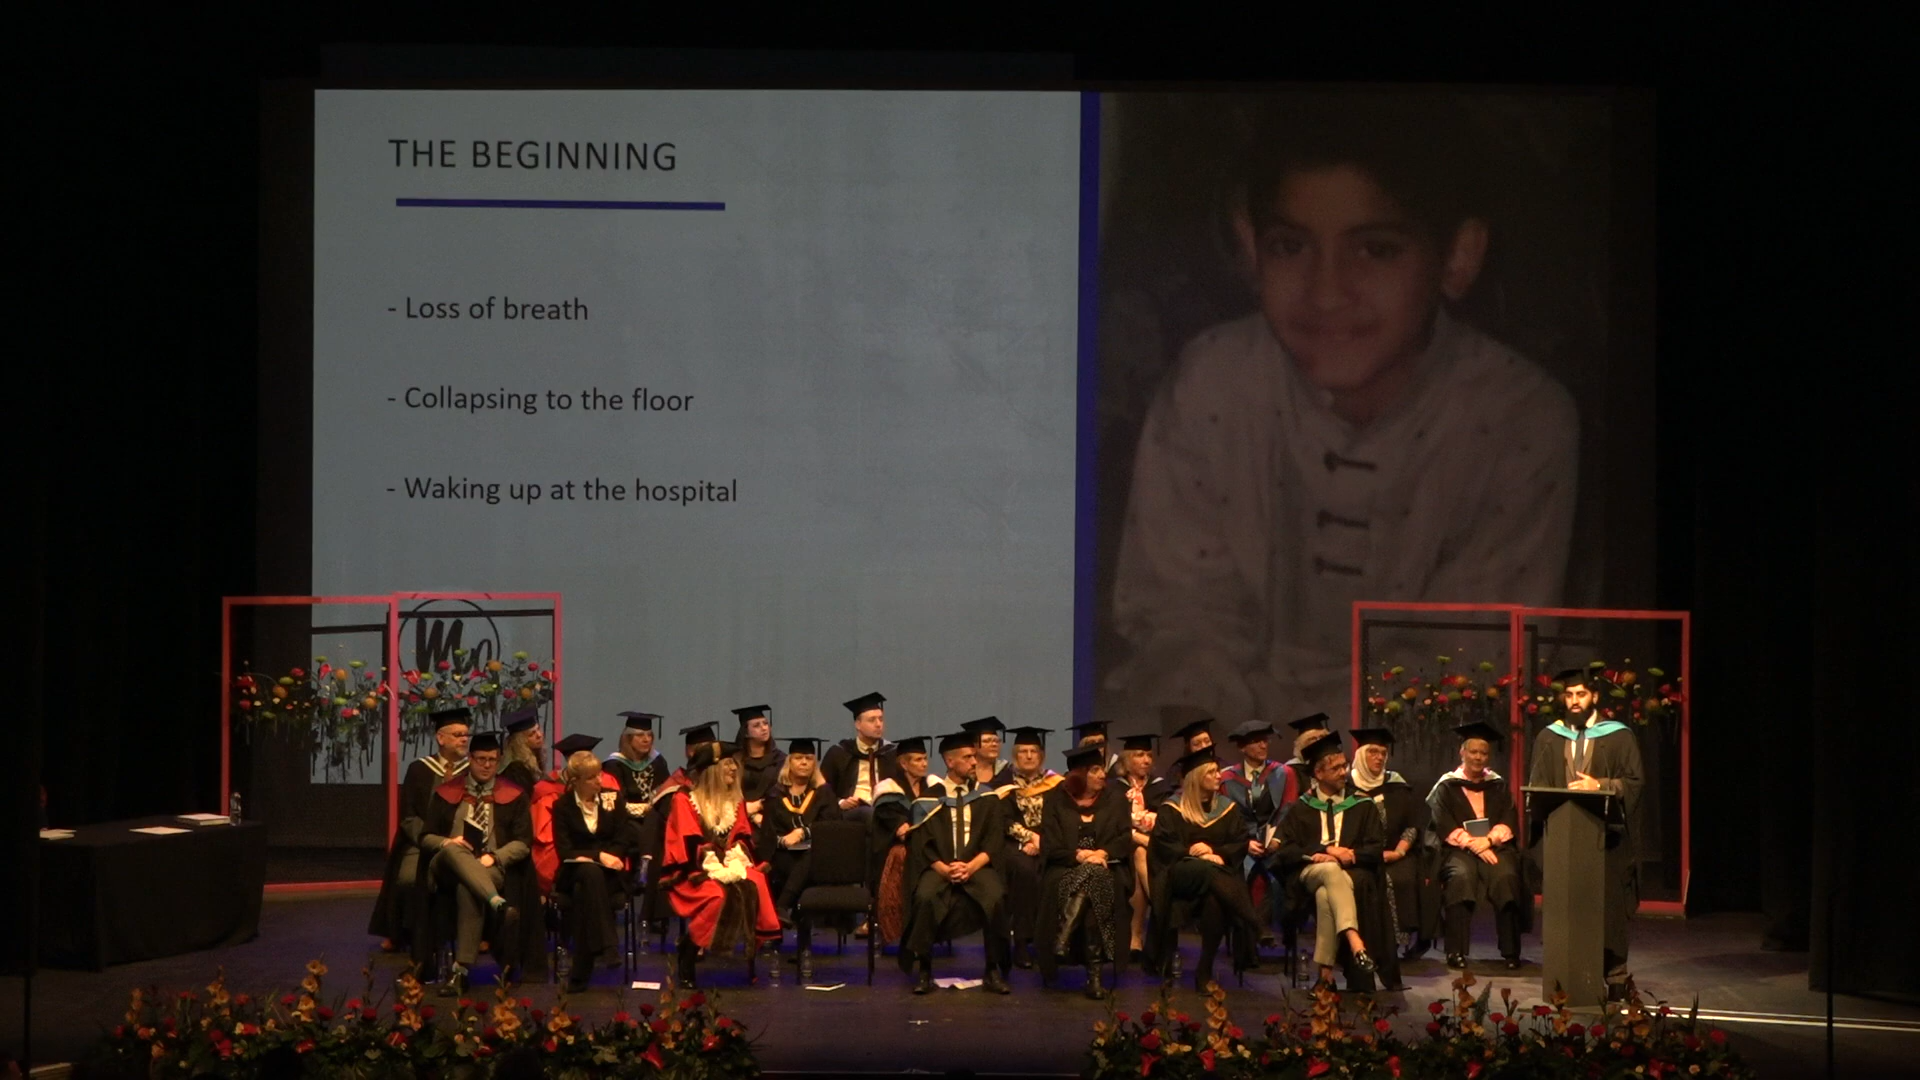 THE BEGINNING
- Loss of breath
- Collapsing to the floor
- Waking up at the hospital